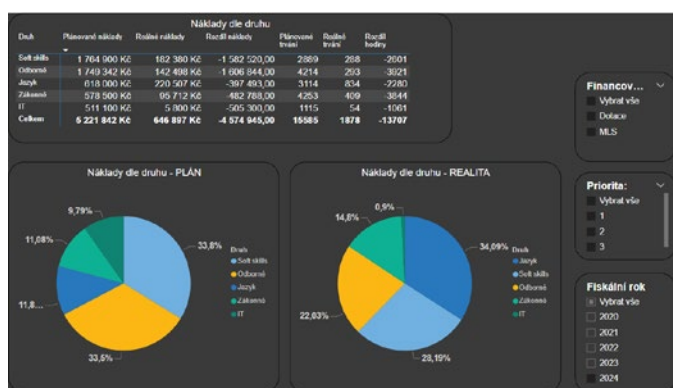 Náklady dle druhu
Druh Plánované náklady Reálné náklady Rozdíl náklady Plánované trvání Reálné trvání Rozdíl hodiny
Soft skills 1 764 900 Kč 182 380 Kč -1 582 520,00 2889 288 -2601
Odborné 1 749 342 Kč 142 498 Kč -1 606 844,00 4214 293 -3921
Jazyk 618 000 Kč 220 507 Kč -397 493,00 3114 834 -2280
Zákonné 578 500 Kč 95 712 Kč -482 788,00 4253 409 -3844
IT 511 100 Kč 5 800 Kč -505 300,00 1115 54 -1061
Celkem 5 221 842 Kč 646 897 Kč -4 574 945,00 15585 1878 -13707
Financov...
Vybrat vše
Dotace
MLS
Náklady dle druhu - PLÁN
9,79%
11,08%
11,8...
33,5%
33,8%
Druh
Soft skills
Odborné
Jazyk
Zákonné
IT
Náklady dle druhu - REALITA
0,9%
14,8%
22,03%
28,19%
34,09%
Druh
Jazyk
Soft skills
Odborné
Zákonné
IT
Priorita:
Vybrat vše
1
2
3
Fiskální rok
Vybrat vše
2020
2021
2022
2023
2024